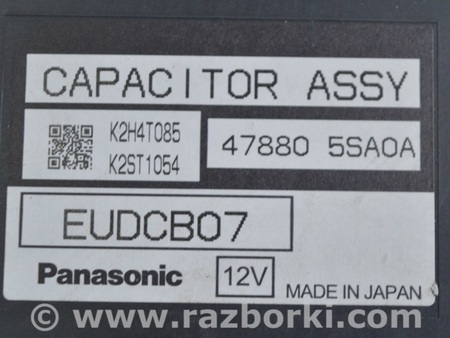 CAPACITOR ASSY
K2H4T085
K2ST1054
47880 5SA0A
EUDCB07
Panasonic
12V
MADE IN JAPAN
© www.razborki.com